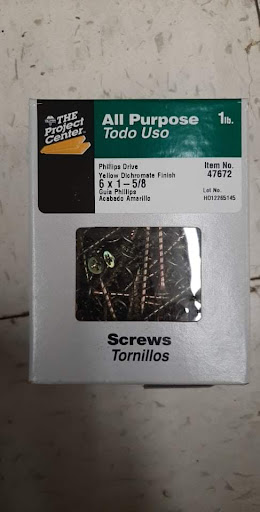 THE
Project
Center
All Purpose
Todo Uso
1lb.
Phillips Drive
Yellow Dichromate Finish
6 x 1 – 5/8
Guia Phillips
Acabado Amarillo
Item No.
47672
Lot No.
HO12265145
Screws
Tornillos